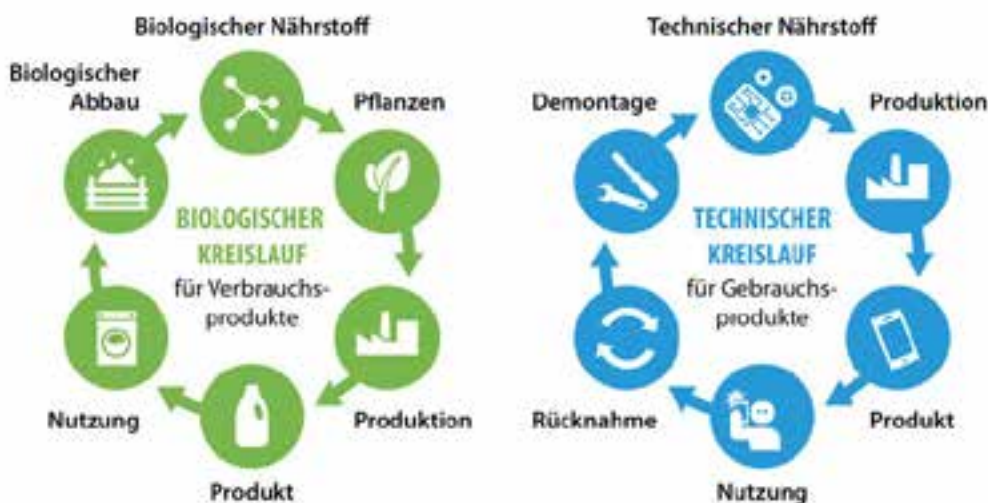 Biologischer Nährstoff
Biologischer
Abbau
Pflanzen
BIOLOGISCHER
KREISLAUF
für Verbrauchs-
produkte
Nutzung
Produktion
Produkt
Technischer Nährstoff
Demontage
Produktion
TECHNISCHER
KREISLAUF
für Gebrauchs-
produkte
Rücknahme
Produkt
Nutzung